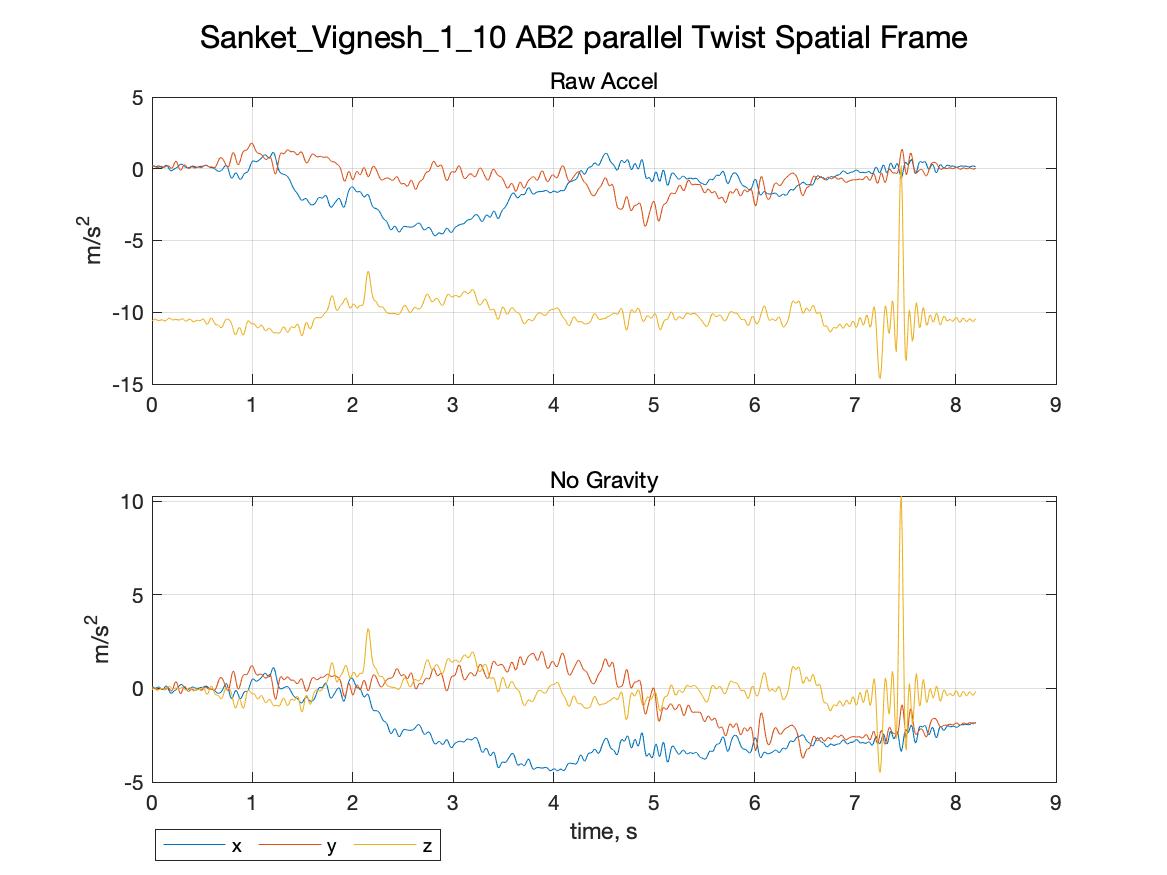 Sanket_Vignesh_1_10 AB2 parallel Twist Spatial Frame
Raw Accel
5
0
-5
-10
-15
m/s²
0 1 2 3 4 5 6 7 8 9
No Gravity
10
5
0
-5
m/s²
0 1 2 3 4 5 6 7 8 9
time, s
x y z